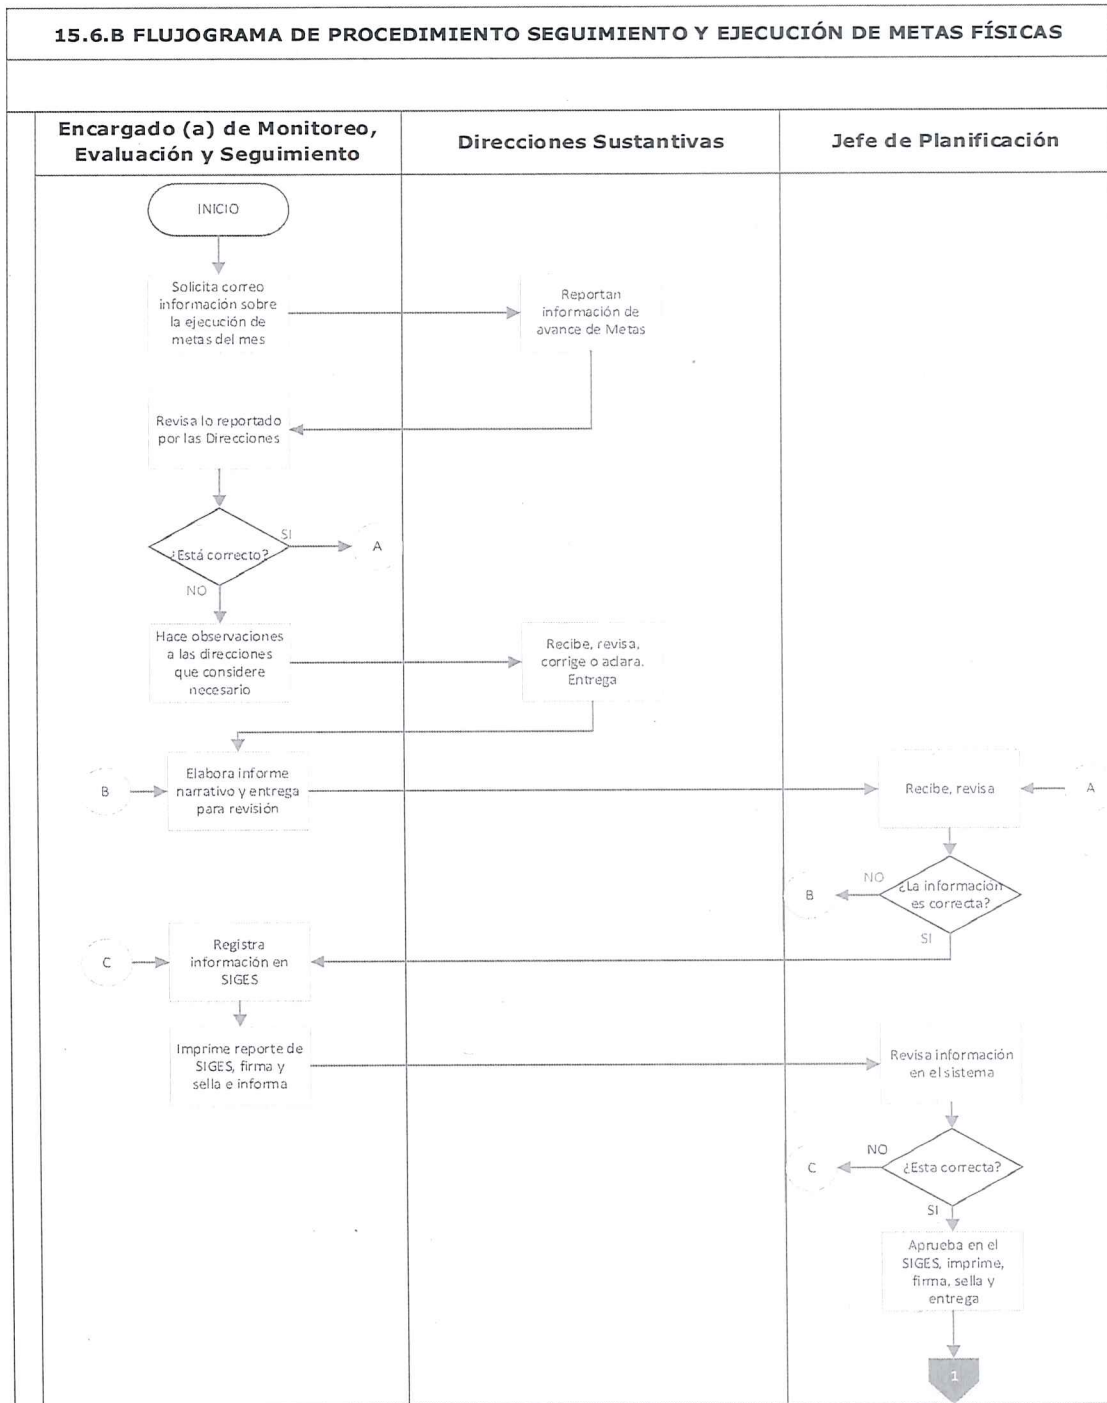 15.6.B FLUJOGRAMA DE PROCEDIMIENTO SEGUIMIENTO Y EJECUCIÓN DE METAS FÍSICAS
Encargado (a) de Monitoreo,
Evaluación y Seguimiento
Direcciones Sustantivas
Jefe de Planificación
INICIO
Solicita correo
información sobre
la ejecución de
metas del mes
Reportan
información de
avance de Metas
Revisa lo reportado
por las Direcciones
¿Está correcto?
SI
A
NO
Hace observaciones
a las direcciones
que considere
necesario
Recibe, revisa,
corrige o aclara.
Entrega
B
Elabora informe
narrativo y entrega
para revisión
Recibe, revisa
A
¿La información
es correcta?
NO
B
SI
C
Registra
información en
SIGES
Imprime reporte de
SIGES, firma y
sella e informa
Revisa información
en el sistema
¿Esta correcta?
NO
C
SI
Aprueba en el
SIGES, imprime,
firma, sella y
entrega
1